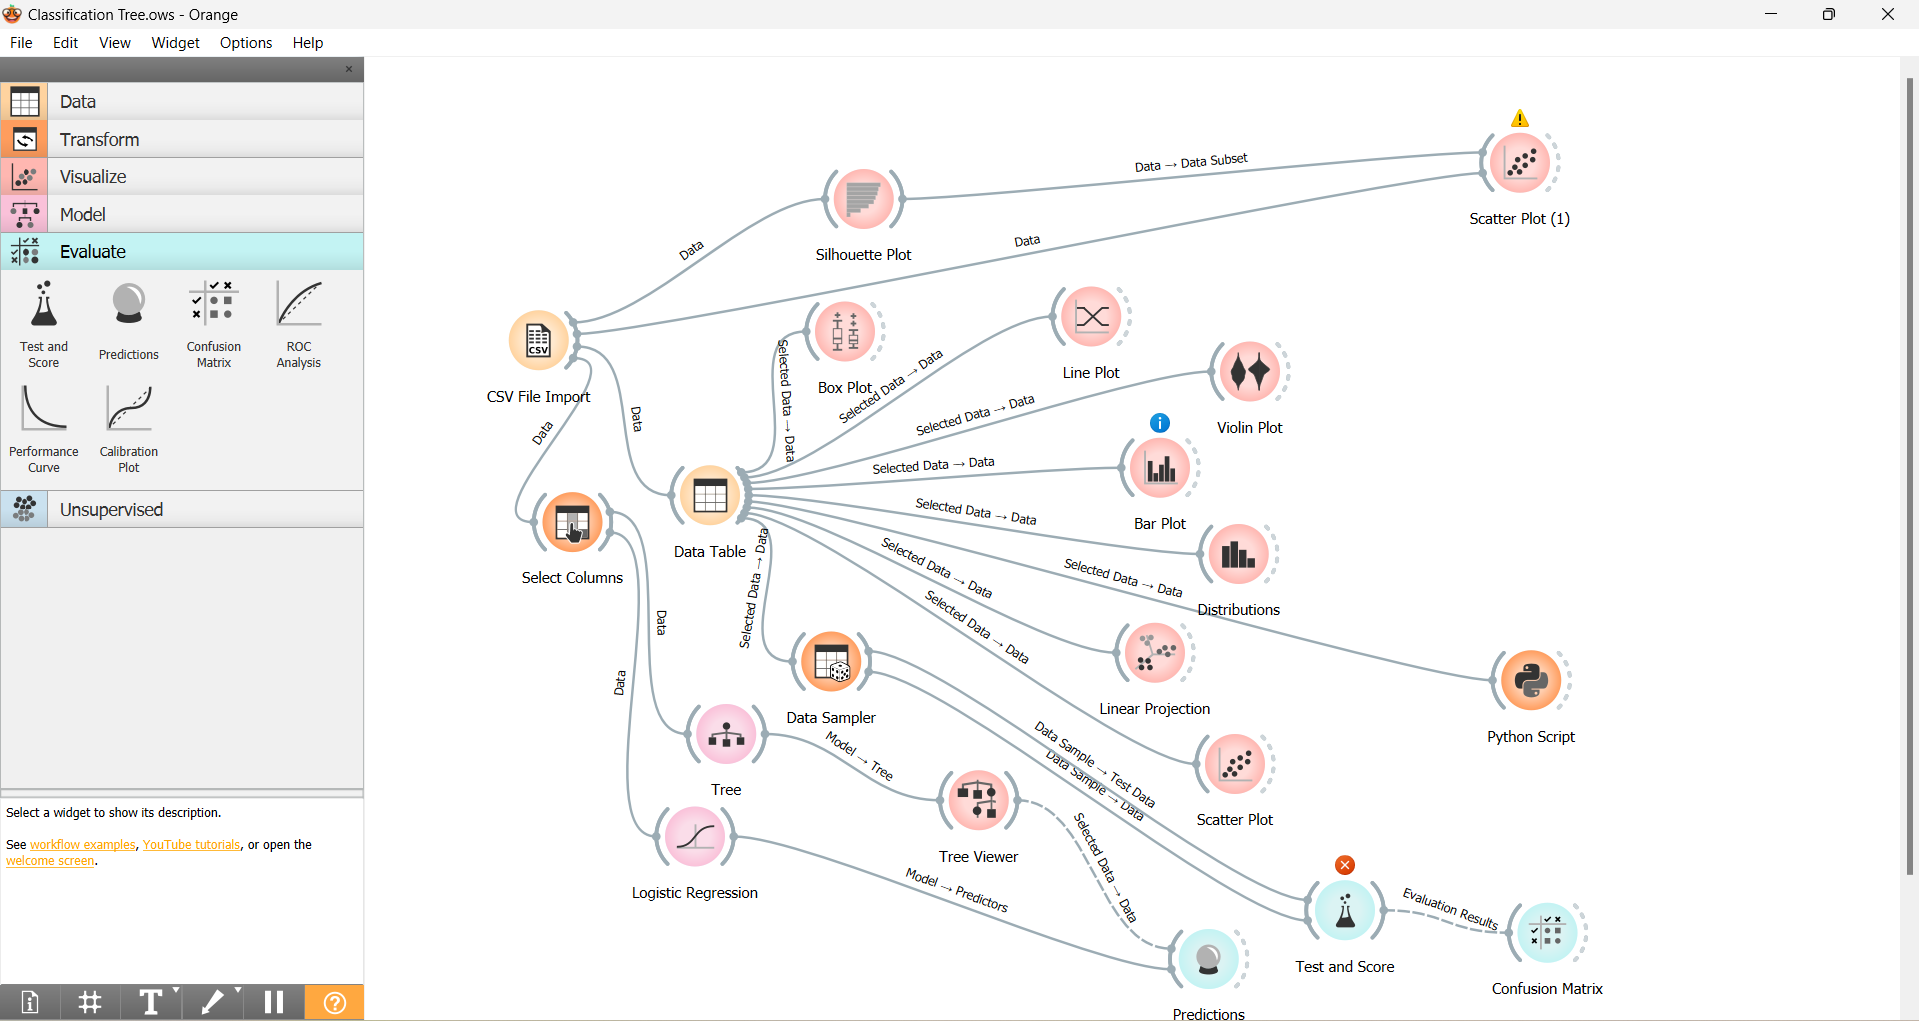 Classification Tree.ows - Orange
File Edit View Widget Options Help
×
Data
Transform
Visualize
Model
Evaluate
Test and
Score
Predictions
Confusion
Matrix
ROC
Analysis
Performance
Curve
Calibration
Plot
Unsupervised
Select a widget to show its description.
See workflow examples, YouTube tutorials, or open the
welcome screen.
Data → Data Subset
Scatter Plot (1)
Silhouette Plot
Data
Data
CSV
CSV File Import
Box Plot
Line Plot
Violin Plot
Selected Data → Data
Selected Data → Data
Selected Data → Data
Data
Data
Selected Data → Data
Bar Plot
Selected Data → Data
Data Table
Select Columns
Selected Data → Data
Selected Data → Data
Selected Data → Data
Selected Data → Data
Distributions
Data
Data
Data Sampler
Linear Projection
Python Script
Tree
Model → Tree
Data Sample → Test Data
Data Sample → Data
Scatter Plot
Tree Viewer
Selected Data → Data
Logistic Regression
Model → Predictors
Evaluation Results
Test and Score
Confusion Matrix
Predictions